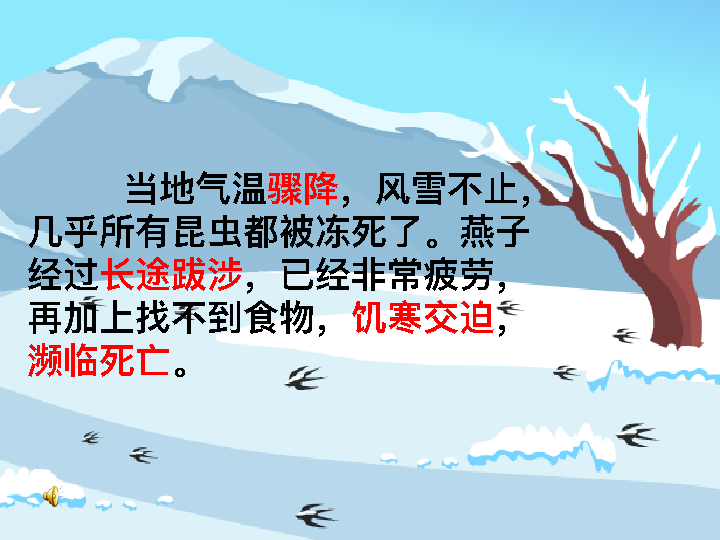 当地气温骤降，风雪不止，
几乎所有昆虫都被冻死了。燕子
经过长途跋涉，已经非常疲劳，
再加上找不到食物，饥寒交迫，
濒临死亡。